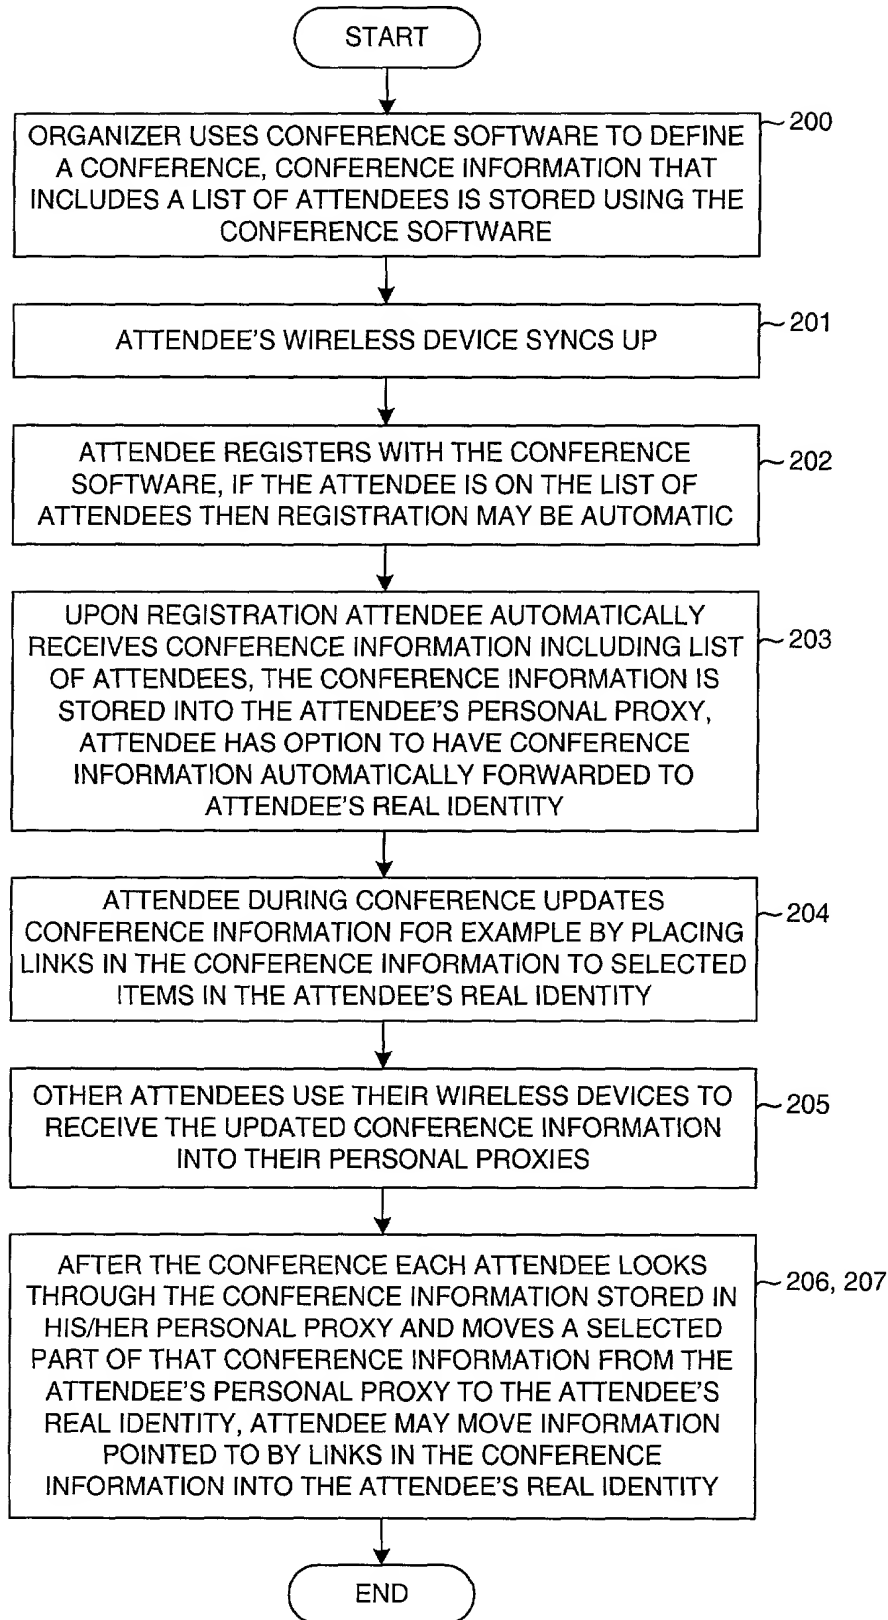 START
ORGANIZER USES CONFERENCE SOFTWARE TO DEFINE
A CONFERENCE, CONFERENCE INFORMATION THAT
INCLUDES A LIST OF ATTENDEES IS STORED USING THE
CONFERENCE SOFTWARE
200
ATTENDEE'S WIRELESS DEVICE SYNCS UP
201
ATTENDEE REGISTERS WITH THE CONFERENCE
SOFTWARE, IF THE ATTENDEE IS ON THE LIST OF
ATTENDEES THEN REGISTRATION MAY BE AUTOMATIC
202
UPON REGISTRATION ATTENDEE AUTOMATICALLY
RECEIVES CONFERENCE INFORMATION INCLUDING LIST
OF ATTENDEES, THE CONFERENCE INFORMATION IS
STORED INTO THE ATTENDEE'S PERSONAL PROXY,
ATTENDEE HAS OPTION TO HAVE CONFERENCE
INFORMATION AUTOMATICALLY FORWARDED TO
ATTENDEE'S REAL IDENTITY
203
ATTENDEE DURING CONFERENCE UPDATES
CONFERENCE INFORMATION FOR EXAMPLE BY PLACING
LINKS IN THE CONFERENCE INFORMATION TO SELECTED
ITEMS IN THE ATTENDEE'S REAL IDENTITY
204
OTHER ATTENDEES USE THEIR WIRELESS DEVICES TO
RECEIVE THE UPDATED CONFERENCE INFORMATION
INTO THEIR PERSONAL PROXIES
205
AFTER THE CONFERENCE EACH ATTENDEE LOOKS
THROUGH THE CONFERENCE INFORMATION STORED IN
HIS/HER PERSONAL PROXY AND MOVES A SELECTED
PART OF THAT CONFERENCE INFORMATION FROM THE
ATTENDEE'S PERSONAL PROXY TO THE ATTENDEE'S
REAL IDENTITY, ATTENDEE MAY MOVE INFORMATION
POINTED TO BY LINKS IN THE CONFERENCE
INFORMATION INTO THE ATTENDEE'S REAL IDENTITY
206, 207
END